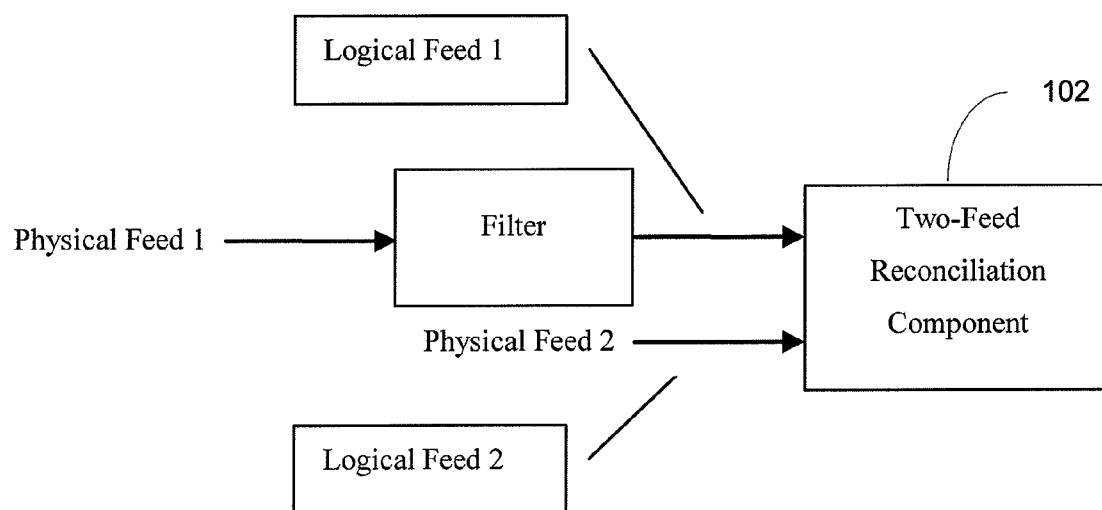 Logical Feed 1
102
Physical Feed 1
Filter
Two-Feed
Reconciliation
Component
Physical Feed 2
Logical Feed 2